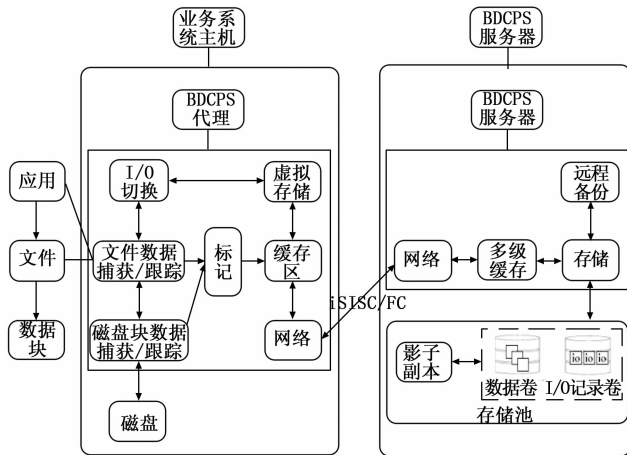 业务系
统主机
BDCPS
服务器
BDCPS
代理
BDCPS
服务器
应用
I/O
切换
虚拟
存储
远程
备份
文件
文件数据
捕获/跟踪
标
记
缓存
区
网络
多级
缓存
存储
iSISC/FC
数据
块
磁盘块数据
捕获/跟踪
网络
影子
副本
io io io
数据卷
I/O记录卷
存储池
磁盘